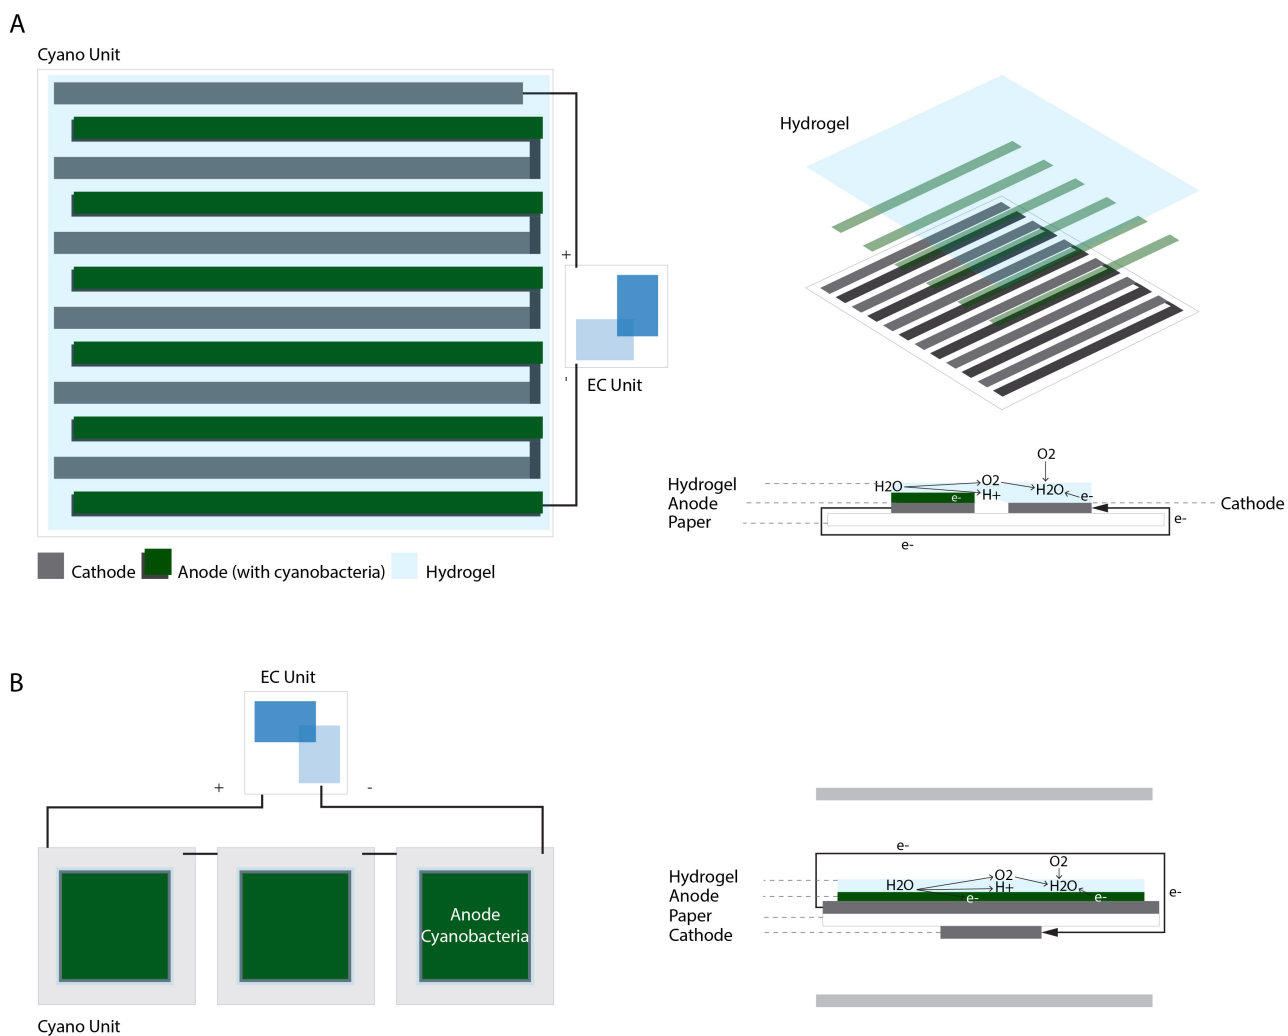 A
Cyano Unit
+
-
EC Unit
Cathode
Anode (with cyanobacteria)
Hydrogel
Hydrogel
O2
Hydrogel
H2O
O2
H2O
Anode
e-
H+
e-
Cathode
Paper
e-
e-
B
EC Unit
+
-
Anode
Cyanobacteria
Cyano Unit
e-
O2
Hydrogel
H2O
O2
H+
H2O
Anode
e-
e-
e-
Paper
Cathode